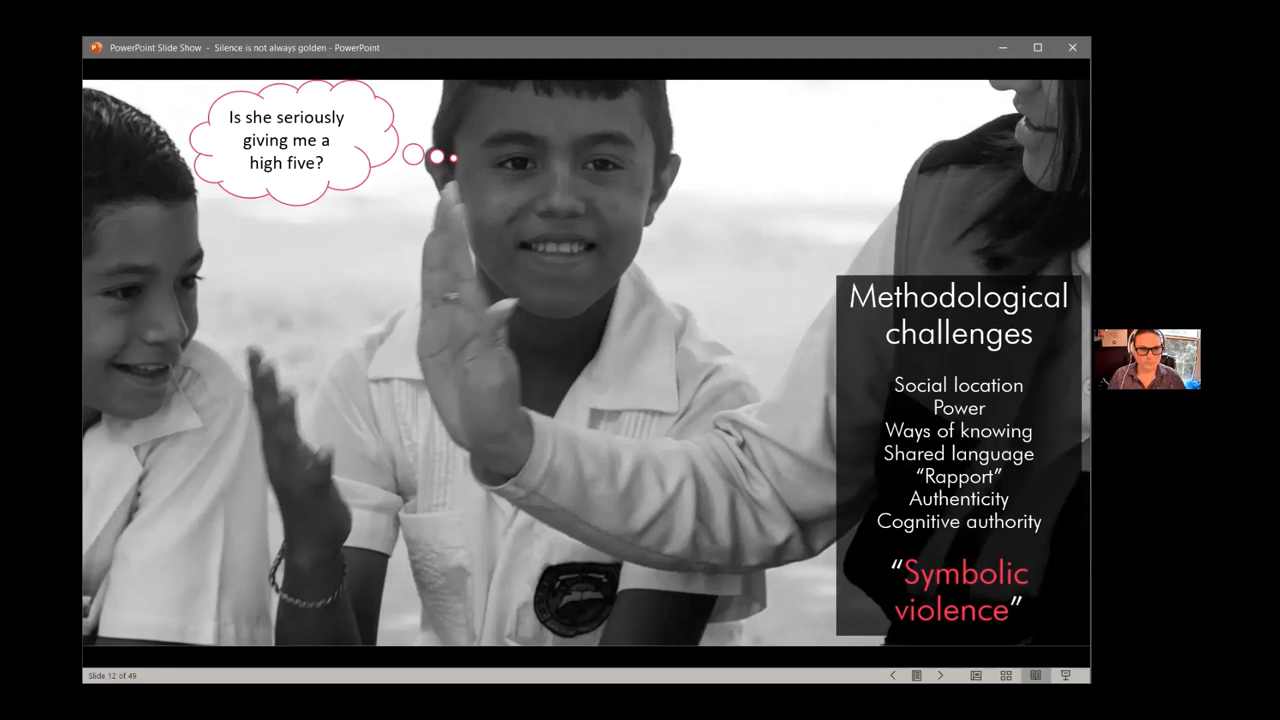 PowerPoint Slide Show - Silence is not always golden - PowerPoint
Is she seriously
giving me a
high five?
Methodological
challenges
Social location
Power
Ways of knowing
Shared language
“Rapport”
Authenticity
Cognitive authority
“Symbolic
violence”
Slide 12 of 49